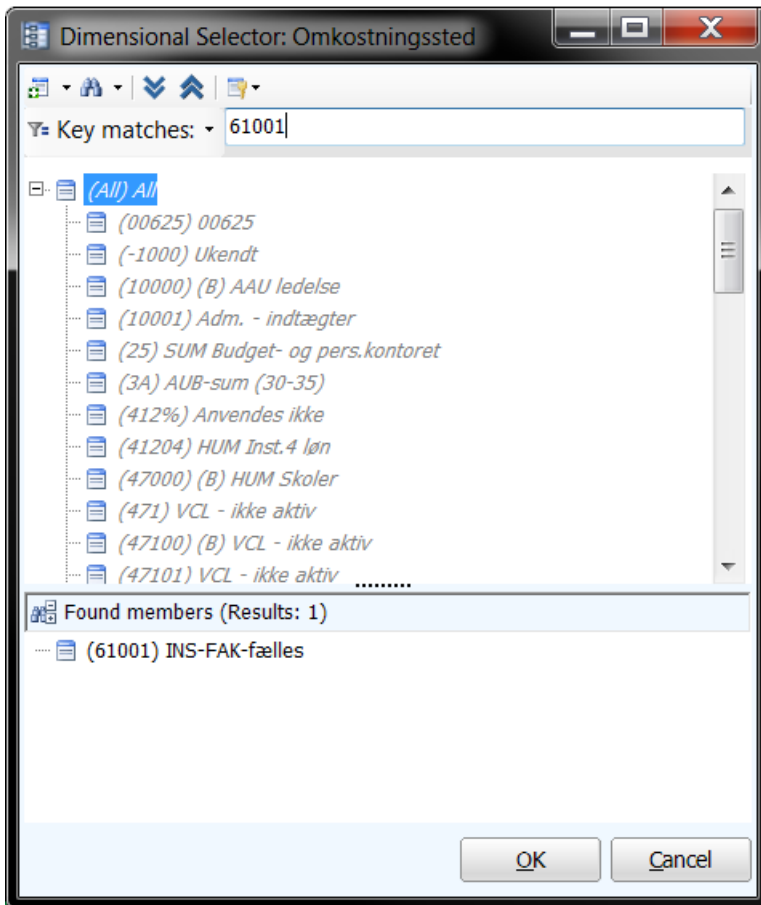 Dimensional Selector: Omkostningssted
Key matches: 61001
(All) All
(00625) 00625
(-1000) Ukendt
(10000) (B) AAU ledelse
(10001) Adm. - indtægter
(25) SUM Budget- og pers.kontoret
(3A) AUB-sum (30-35)
(412%) Anvendes ikke
(41204) HUM Inst.4 løn
(47000) (B) HUM Skoler
(471) VCL - ikke aktiv
(47100) (B) VCL - ikke aktiv
(47101) VCL - ikke aktiv
Found members (Results: 1)
(61001) INS-FAK-fælles
OK Cancel